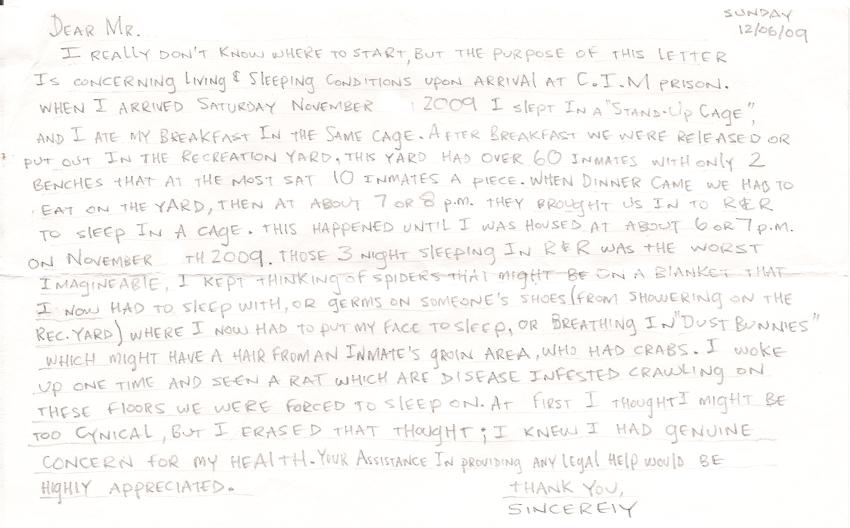 SUNDAY
12/06/09
DEAR MR.
I REALLY DON'T KNOW WHERE TO START, BUT THE PURPOSE OF THIS LETTER
IS CONCERNING LIVING & SLEEPING CONDITIONS UPON ARRIVAL AT C.I.M PRISON.
WHEN I ARRIVED SATURDAY NOVEMBER 2009 I SLEPT IN A "STAND-UP CAGE",
AND I ATE MY BREAKFAST IN THE SAME CAGE. AFTER BREAKFAST WE WERE RELEASED OR
PUT OUT IN THE RECREATION YARD. THIS YARD HAD OVER 60 INMATES WITH ONLY 2
BENCHES THAT AT THE MOST SAT 10 INMATES A PIECE. WHEN DINNER CAME WE HAD TO
EAT ON THE YARD, THEN AT ABOUT 7 OR 8 P.M. THEY BROUGHT US IN TO R&R
TO SLEEP IN A CAGE. THIS HAPPENED UNTIL I WAS HOUSED AT ABOUT 6 OR 7 P.M.
ON NOVEMBER TH 2009. THOSE 3 NIGHT SLEEPING IN R&R WAS THE WORST
IMAGINEABLE, I KEPT THINKING OF SPIDERS THAT MIGHT BE ON A BLANKET THAT
I NOW HAD TO SLEEP WITH, OR GERMS ON SOMEONE'S SHOES (FROM SHOWERING ON THE
REC. YARD) WHERE I NOW HAD TO PUT MY FACE TO SLEEP, OR BREATHING IN "DUST BUNNIES"
WHICH MIGHT HAVE A HAIR FROM AN INMATE'S GROIN AREA, WHO HAD CRABS. I WOKE
UP ONE TIME AND SEEN A RAT WHICH ARE DISEASE INFESTED CRAWLING ON
THESE FLOORS WE WERE FORCED TO SLEEP ON. AT FIRST I THOUGHT I MIGHT BE
TOO CYNICAL, BUT I ERASED THAT THOUGHT; I KNEW I HAD GENUINE
CONCERN FOR MY HEALTH. YOUR ASSISTANCE IN PROVIDING ANY LEGAL HELP WOULD BE
HIGHLY APPRECIATED.
THANK YOU,
SINCERELY